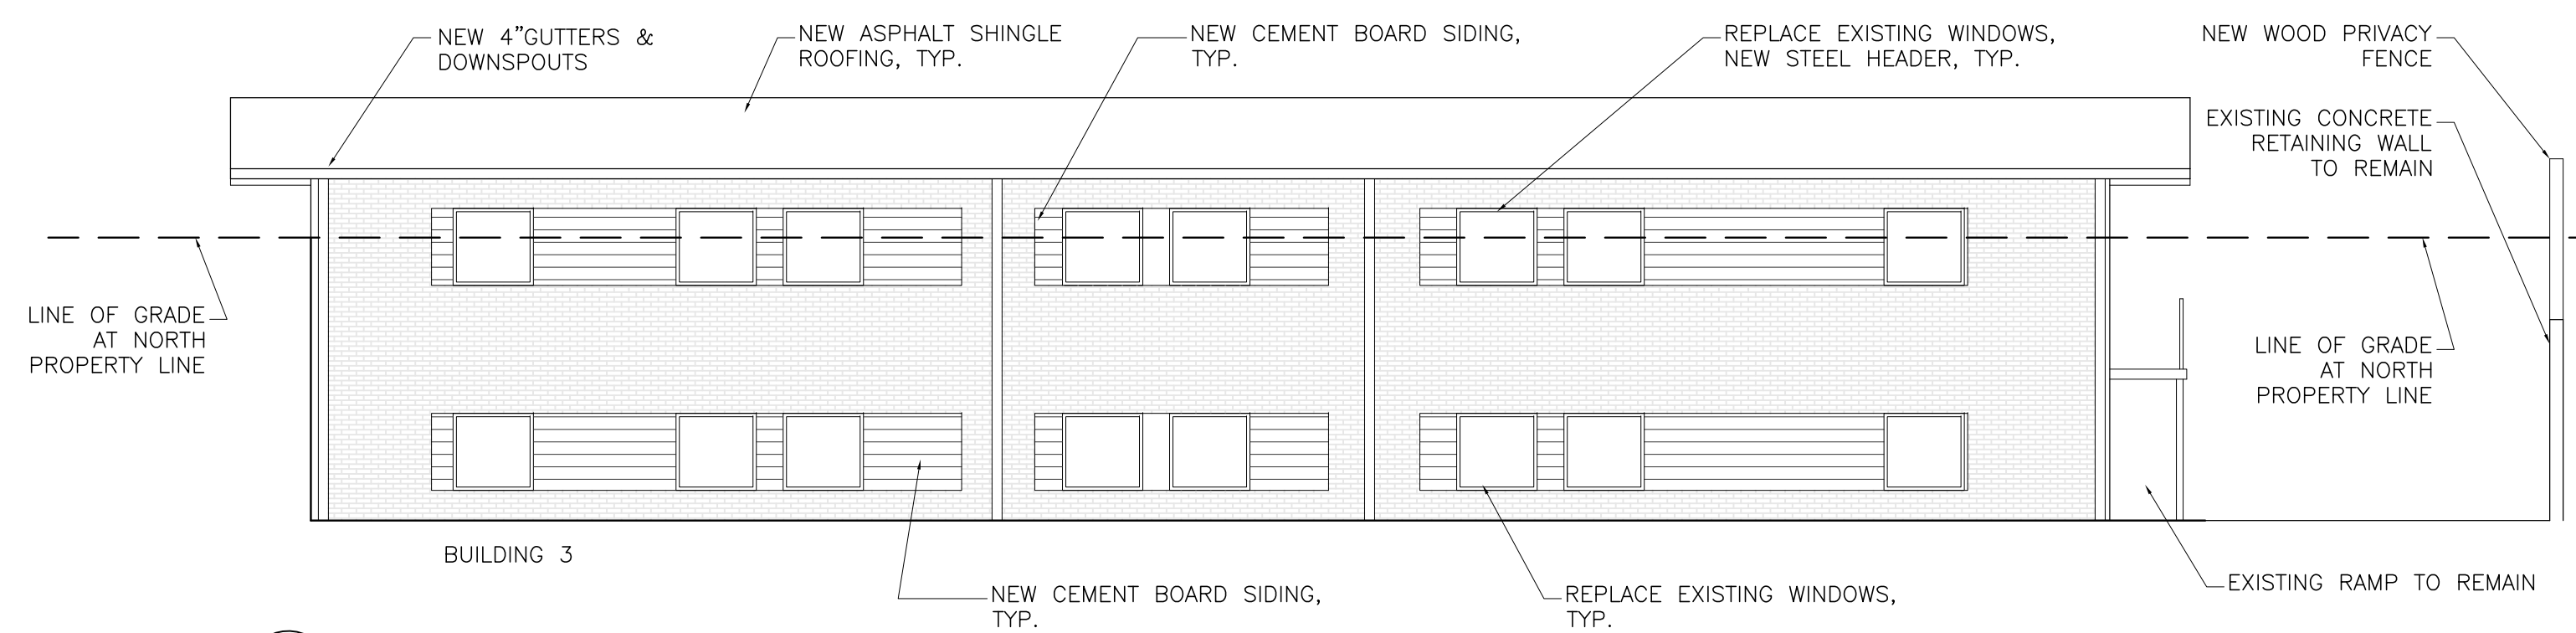 NEW 4"GUTTERS &
DOWNSPOUTS
NEW ASPHALT SHINGLE
ROOFING, TYP.
NEW CEMENT BOARD SIDING,
TYP.
REPLACE EXISTING WINDOWS,
NEW STEEL HEADER, TYP.
NEW WOOD PRIVACY
FENCE
EXISTING CONCRETE
RETAINING WALL
TO REMAIN
LINE OF GRADE
AT NORTH
PROPERTY LINE
LINE OF GRADE
AT NORTH
PROPERTY LINE
BUILDING 3
NEW CEMENT BOARD SIDING,
TYP.
REPLACE EXISTING WINDOWS,
TYP.
EXISTING RAMP TO REMAIN